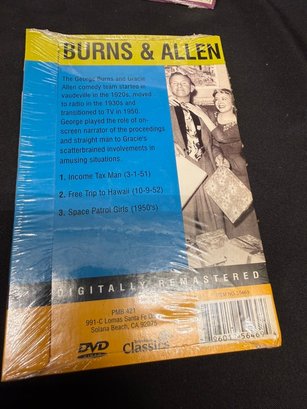 BURNS & ALLEN
The George Burns and Gracie
Allen comedy team started in
vaudeville in the 1920s, moved
to radio in the 1930s and
transitioned to TV in 1950.
George played the role of on-
screen narrator of the proceedings
and straight man to Gracie's
scatterbrained involvements in
amusing situations.
1. Income Tax Man (3-1-51)
2. Free Trip to Hawaii (10-9-52)
3. Space Patrol Girls (1950's)
DIGITALLY REMASTERED
PMB 421
991-C Lomas Santa Fe Dr.
Solana Beach, CA 92075
ITEM NO.
DVD
Classics